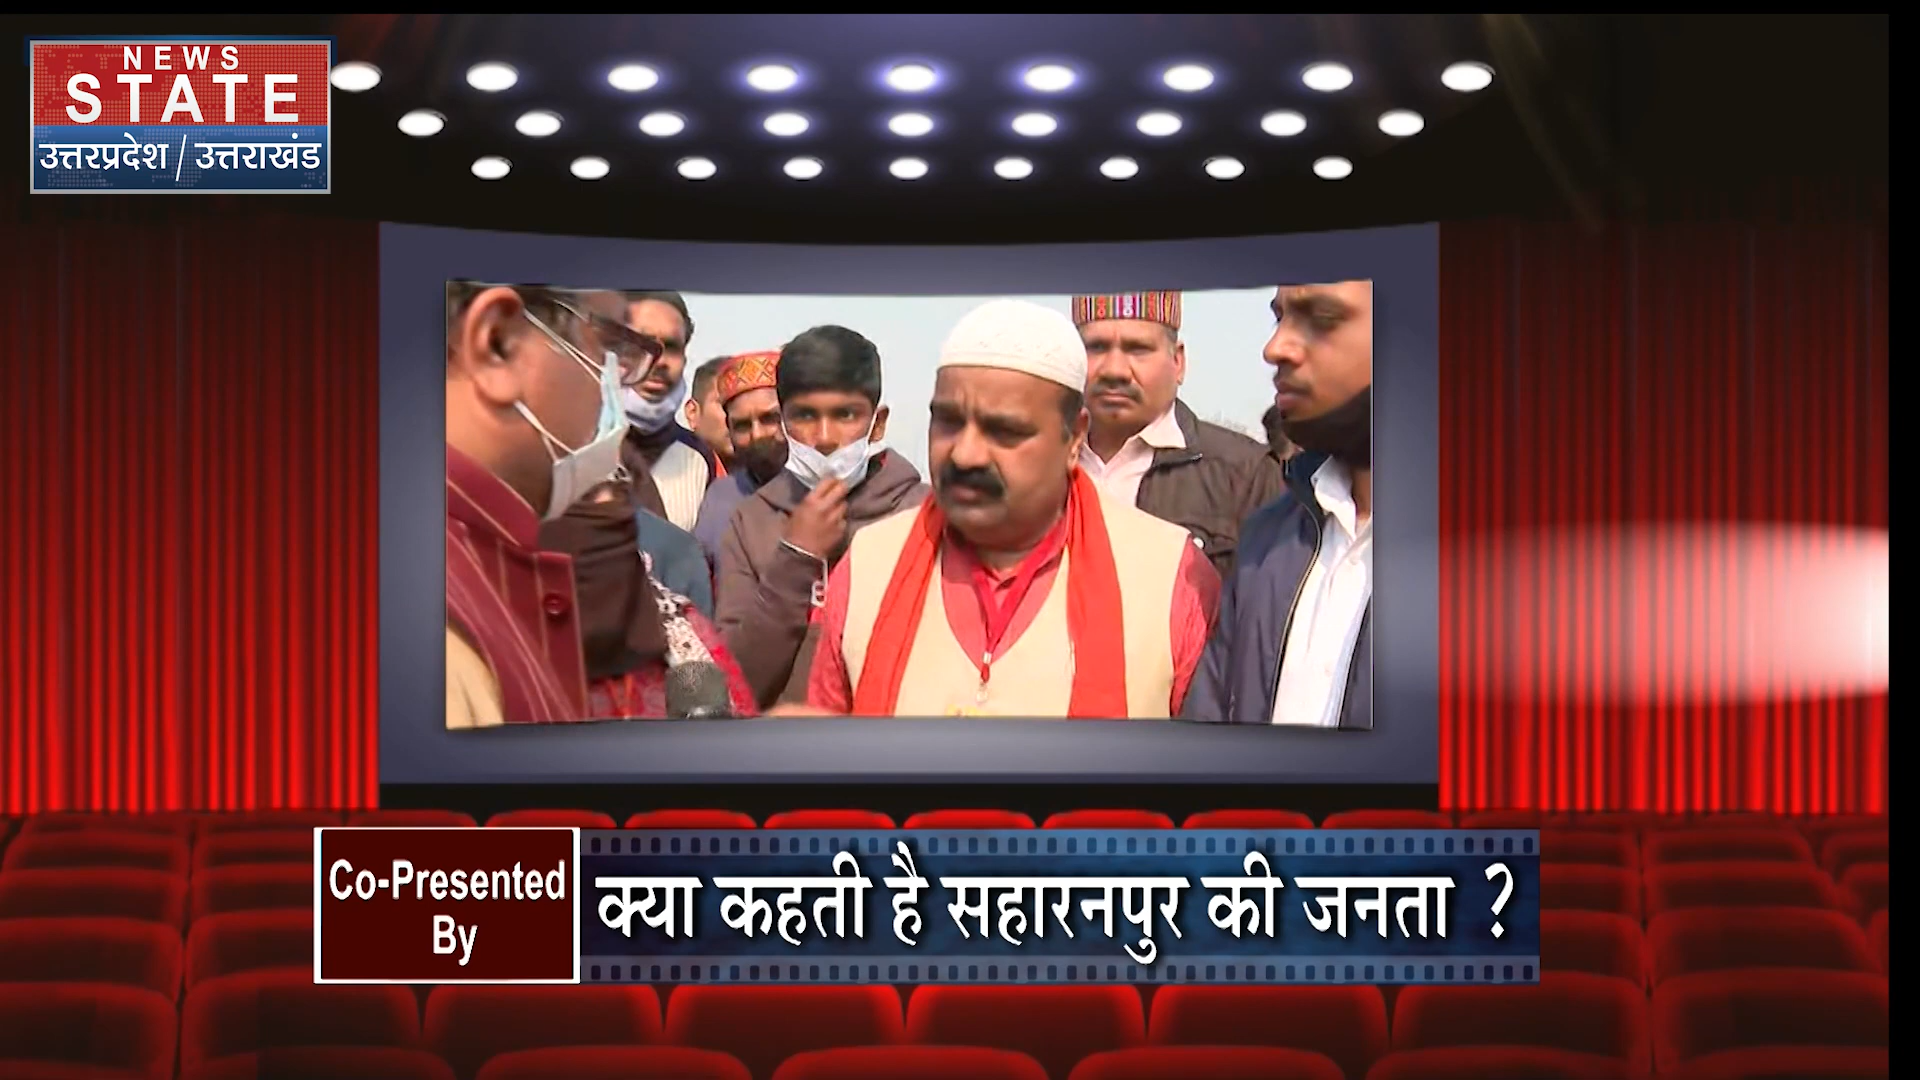 NEWS
STATE
उत्तरप्रदेश / उत्तराखंड
Co-Presented
By
क्या कहती है सहारनपुर की जनता ?